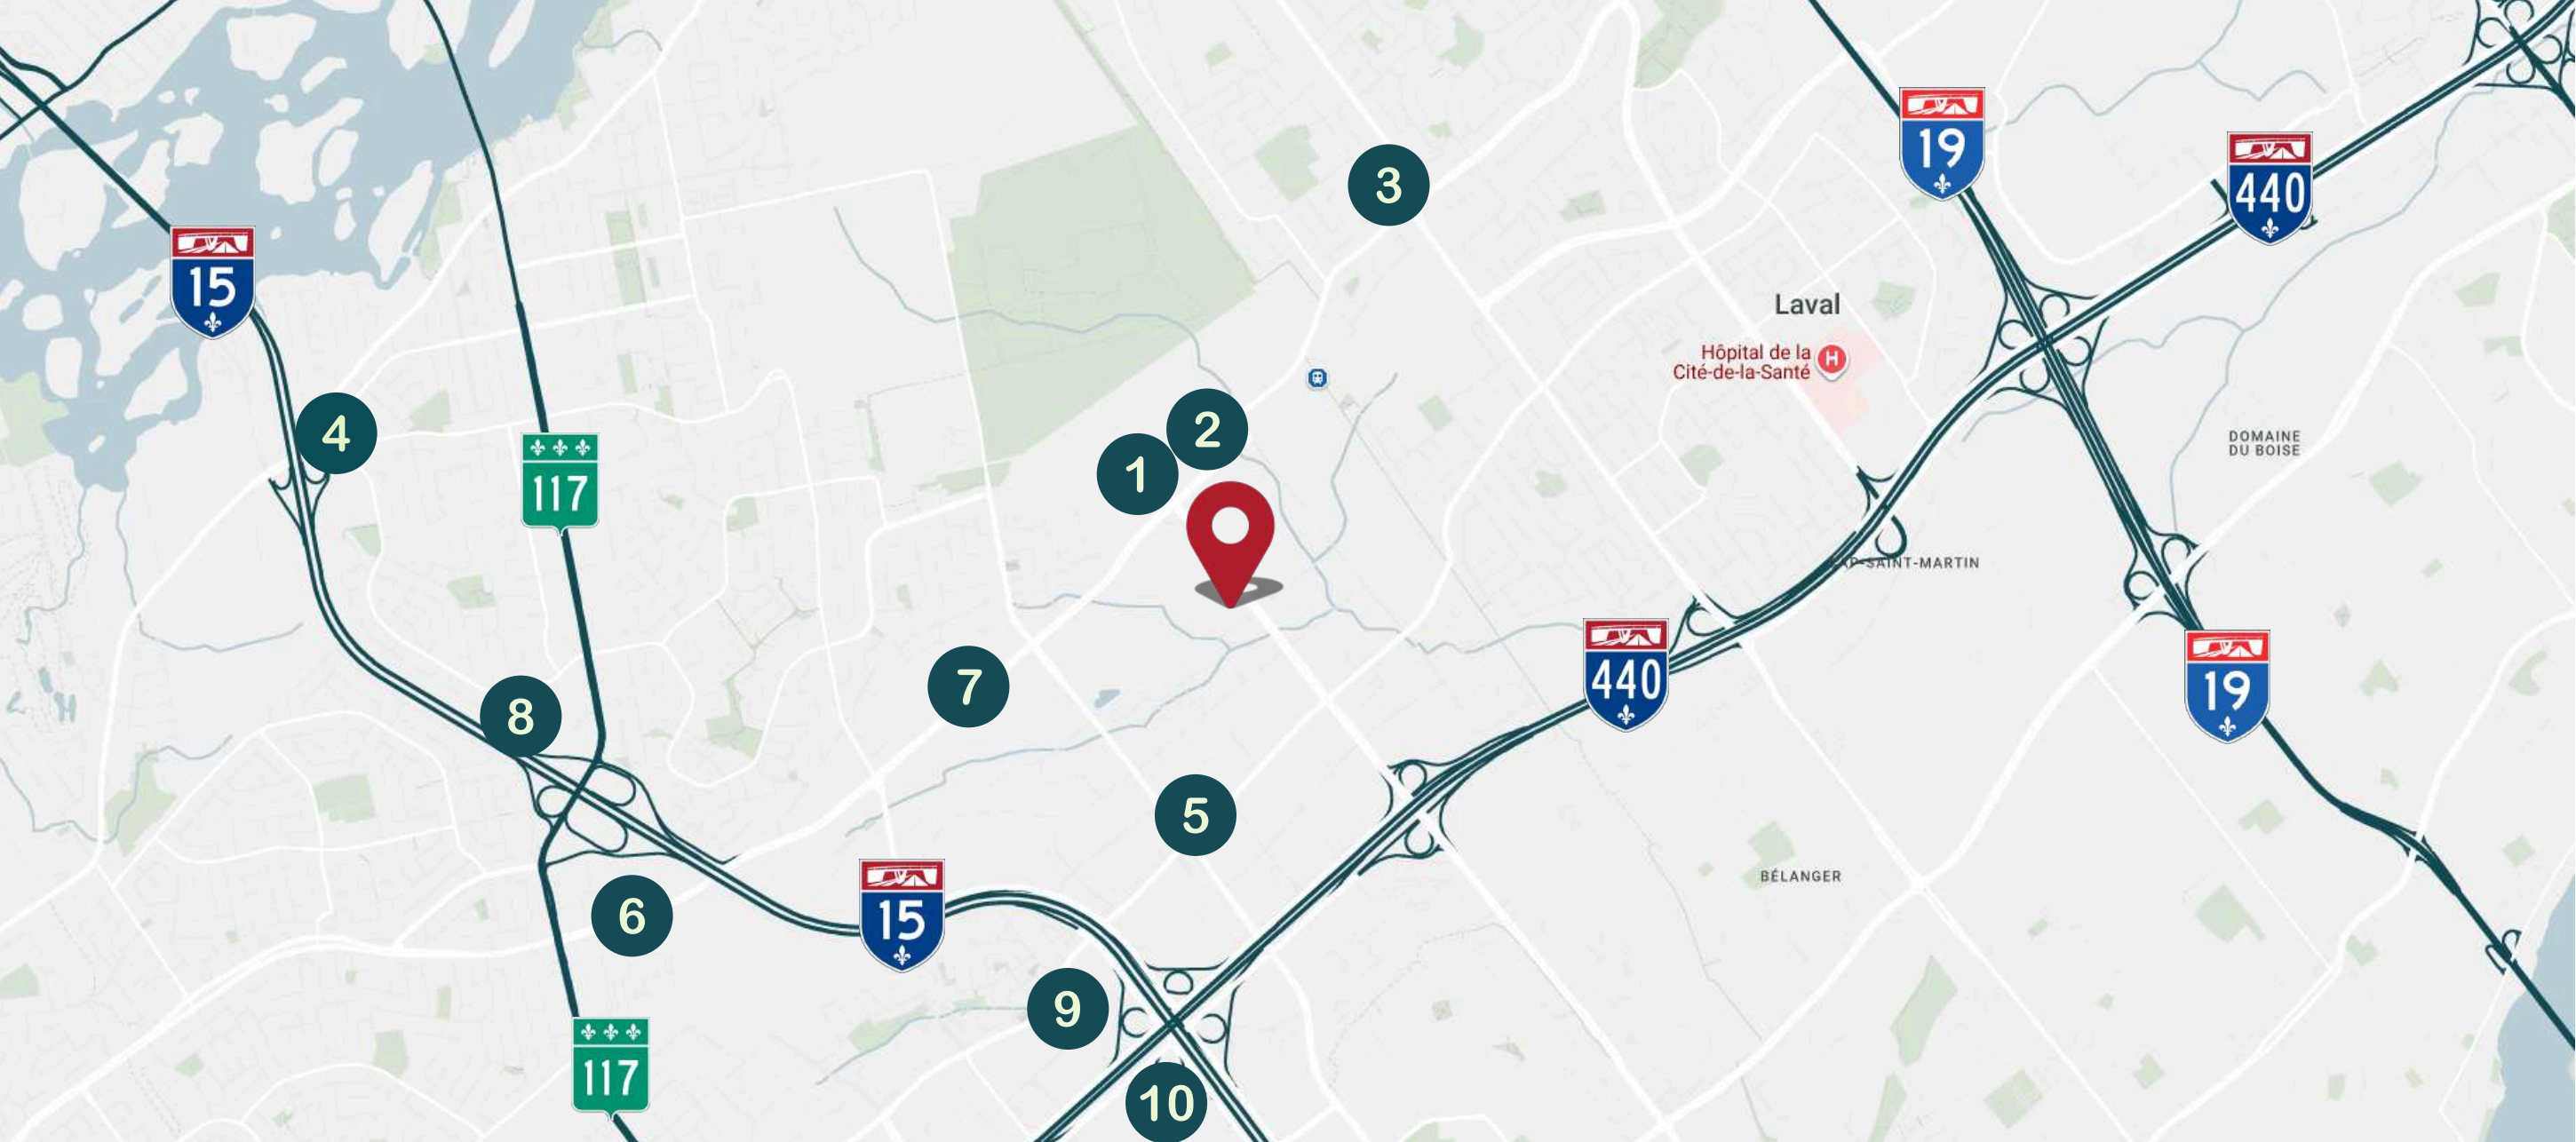 3
19
440
15
Laval
Hôpital de la
Cité-de-la-Santé
4
2
1
117
DOMAINE
DU BOISE
AP-SAINT-MARTIN
440
7
8
19
5
15
BÉLANGER
6
9
117
10